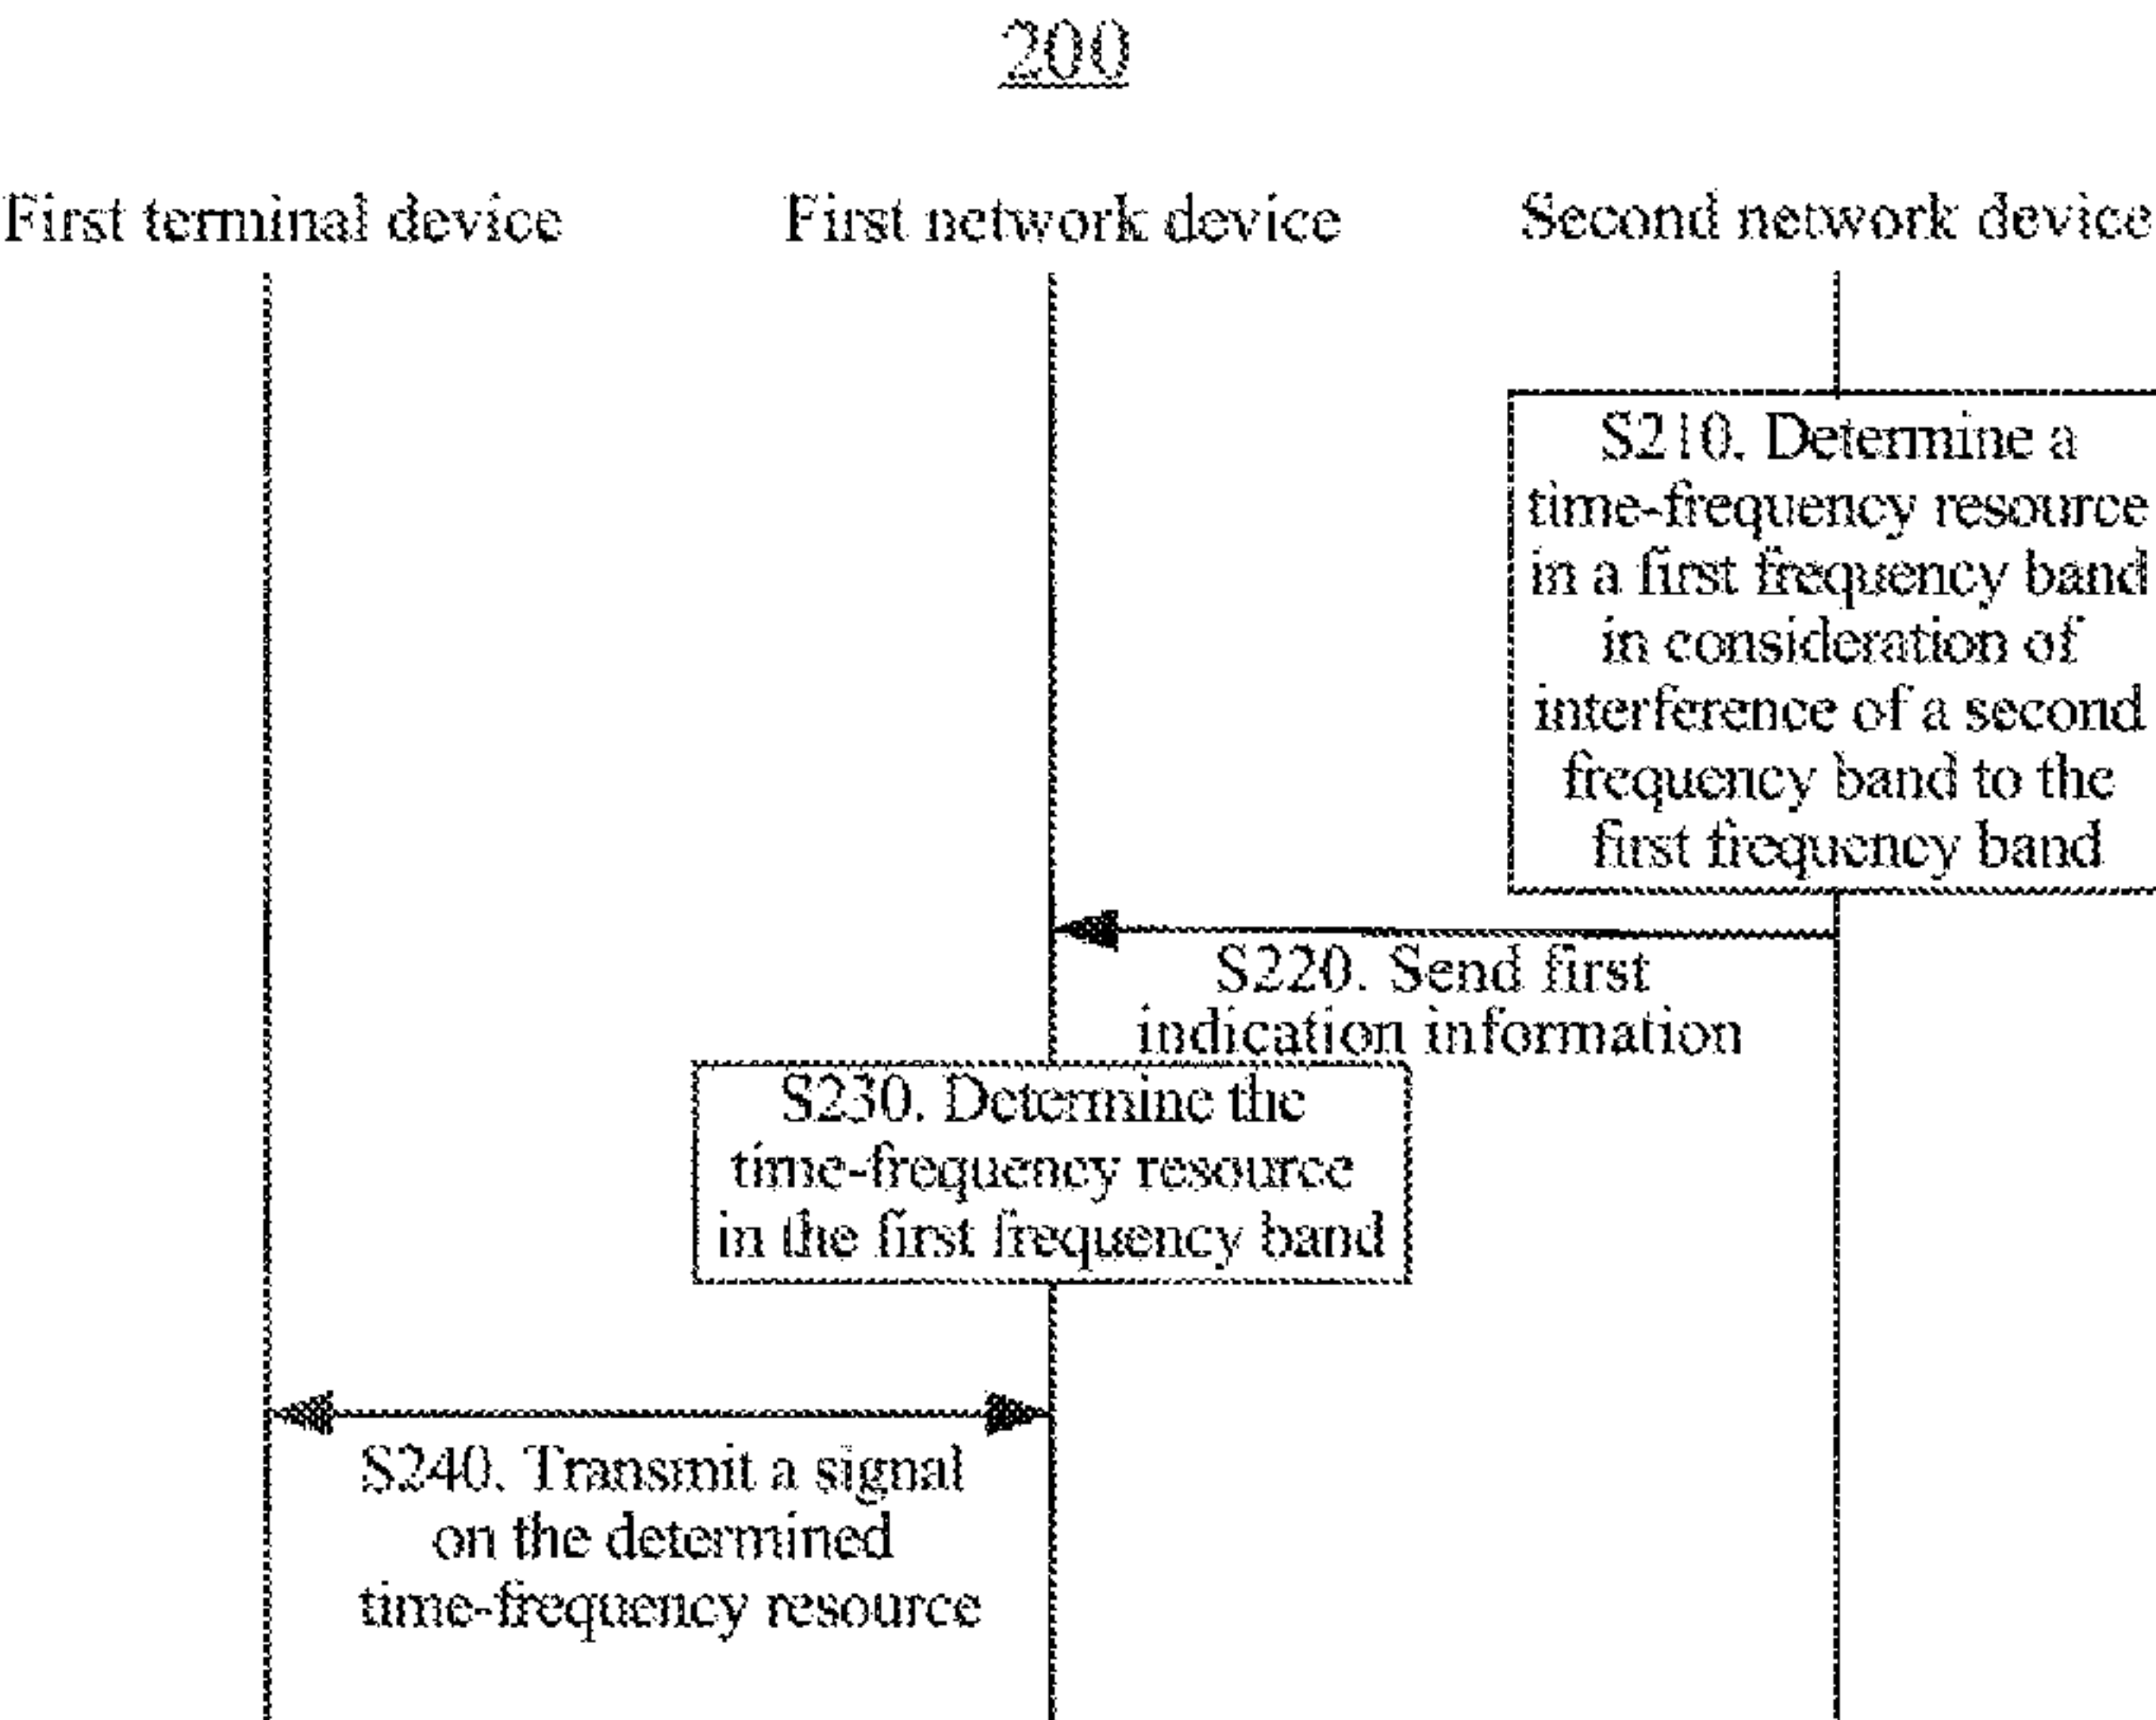 200
First terminal device
First network device
Second network device
S210. Determine a
time-frequency resource
in a first frequency band
in consideration of
interference of a second
frequency band to the
first frequency band
S220. Send first
indication information
S230. Determine the
time-frequency resource
in the first frequency band
S240. Transmit a signal
on the determined
time-frequency resource